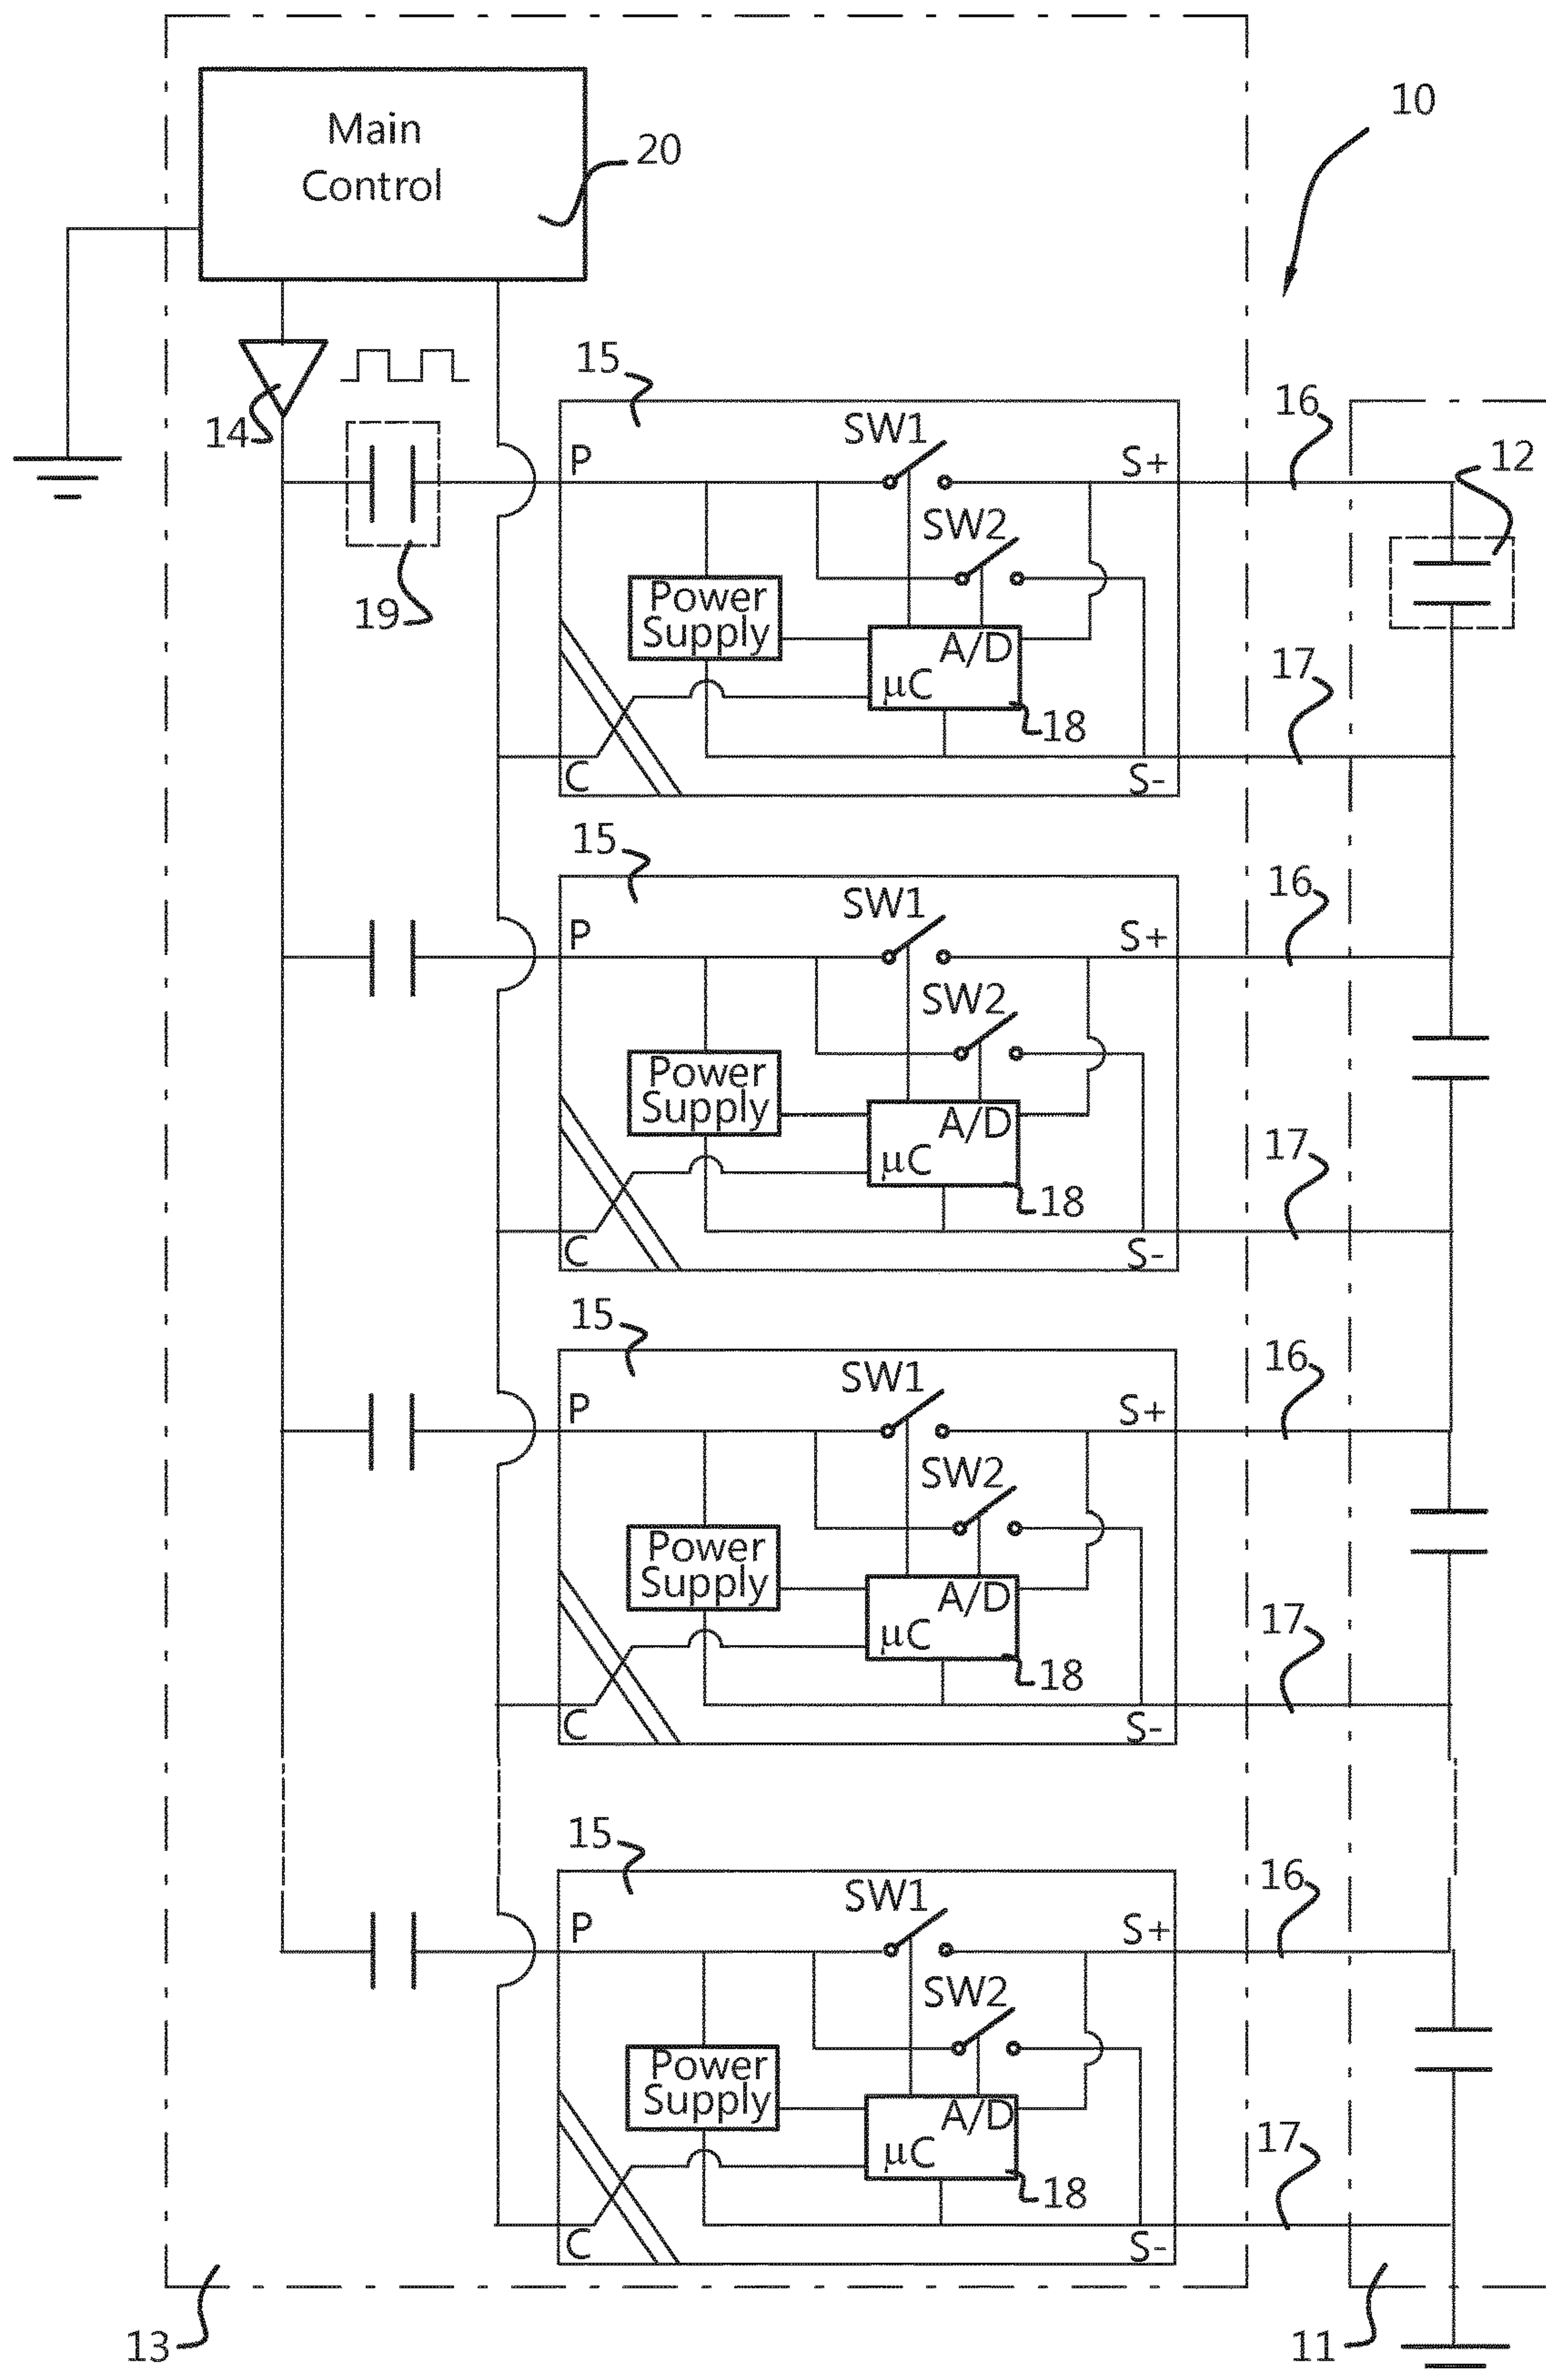 10
Main
Control
20
15
16
14
SW1
P
S+
12
SW2
19
Power
Supply
A/D
µC
17
18
C
S-
15
16
SW1
P
S+
SW2
Power
Supply
A/D
µC
17
18
C
S-
15
16
SW1
P
S+
SW2
Power
Supply
A/D
µC
17
18
C
S-
15
16
SW1
P
S+
SW2
Power
Supply
A/D
µC
17
18
C
S-
13
11